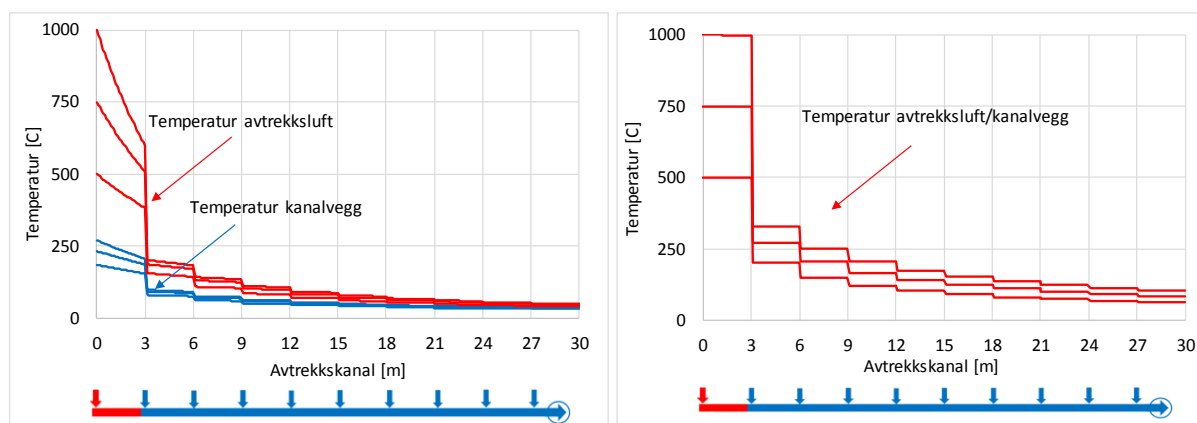 1000
750
500
250
0
Temperatur [C]
Temperatur avtrekksluft
Temperatur kanalvegg
0 3 6 9 12 15 18 21 24 27 30
Avtrekkskanal [m]
1000
750
500
250
0
Temperatur [C]
Temperatur avtrekksluft/kanalvegg
0 3 6 9 12 15 18 21 24 27 30
Avtrekkskanal [m]